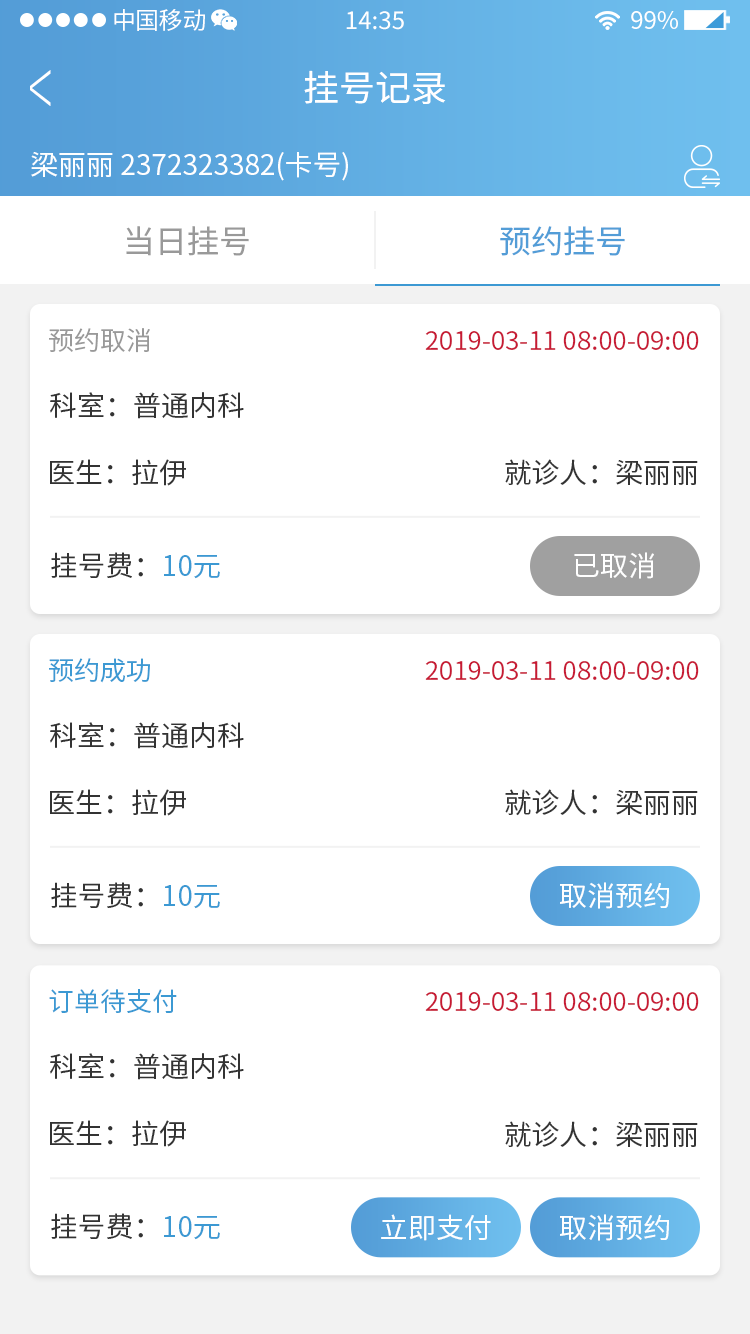 中国移动 14:35 99%
挂号记录
梁丽丽 2372323382(卡号)
当日挂号 预约挂号
预约取消 2019-03-11 08:00-09:00
科室：普通内科
医生：拉伊 就诊人：梁丽丽
挂号费：10元 已取消
预约成功 2019-03-11 08:00-09:00
科室：普通内科
医生：拉伊 就诊人：梁丽丽
挂号费：10元 取消预约
订单待支付 2019-03-11 08:00-09:00
科室：普通内科
医生：拉伊 就诊人：梁丽丽
挂号费：10元 立即支付 取消预约